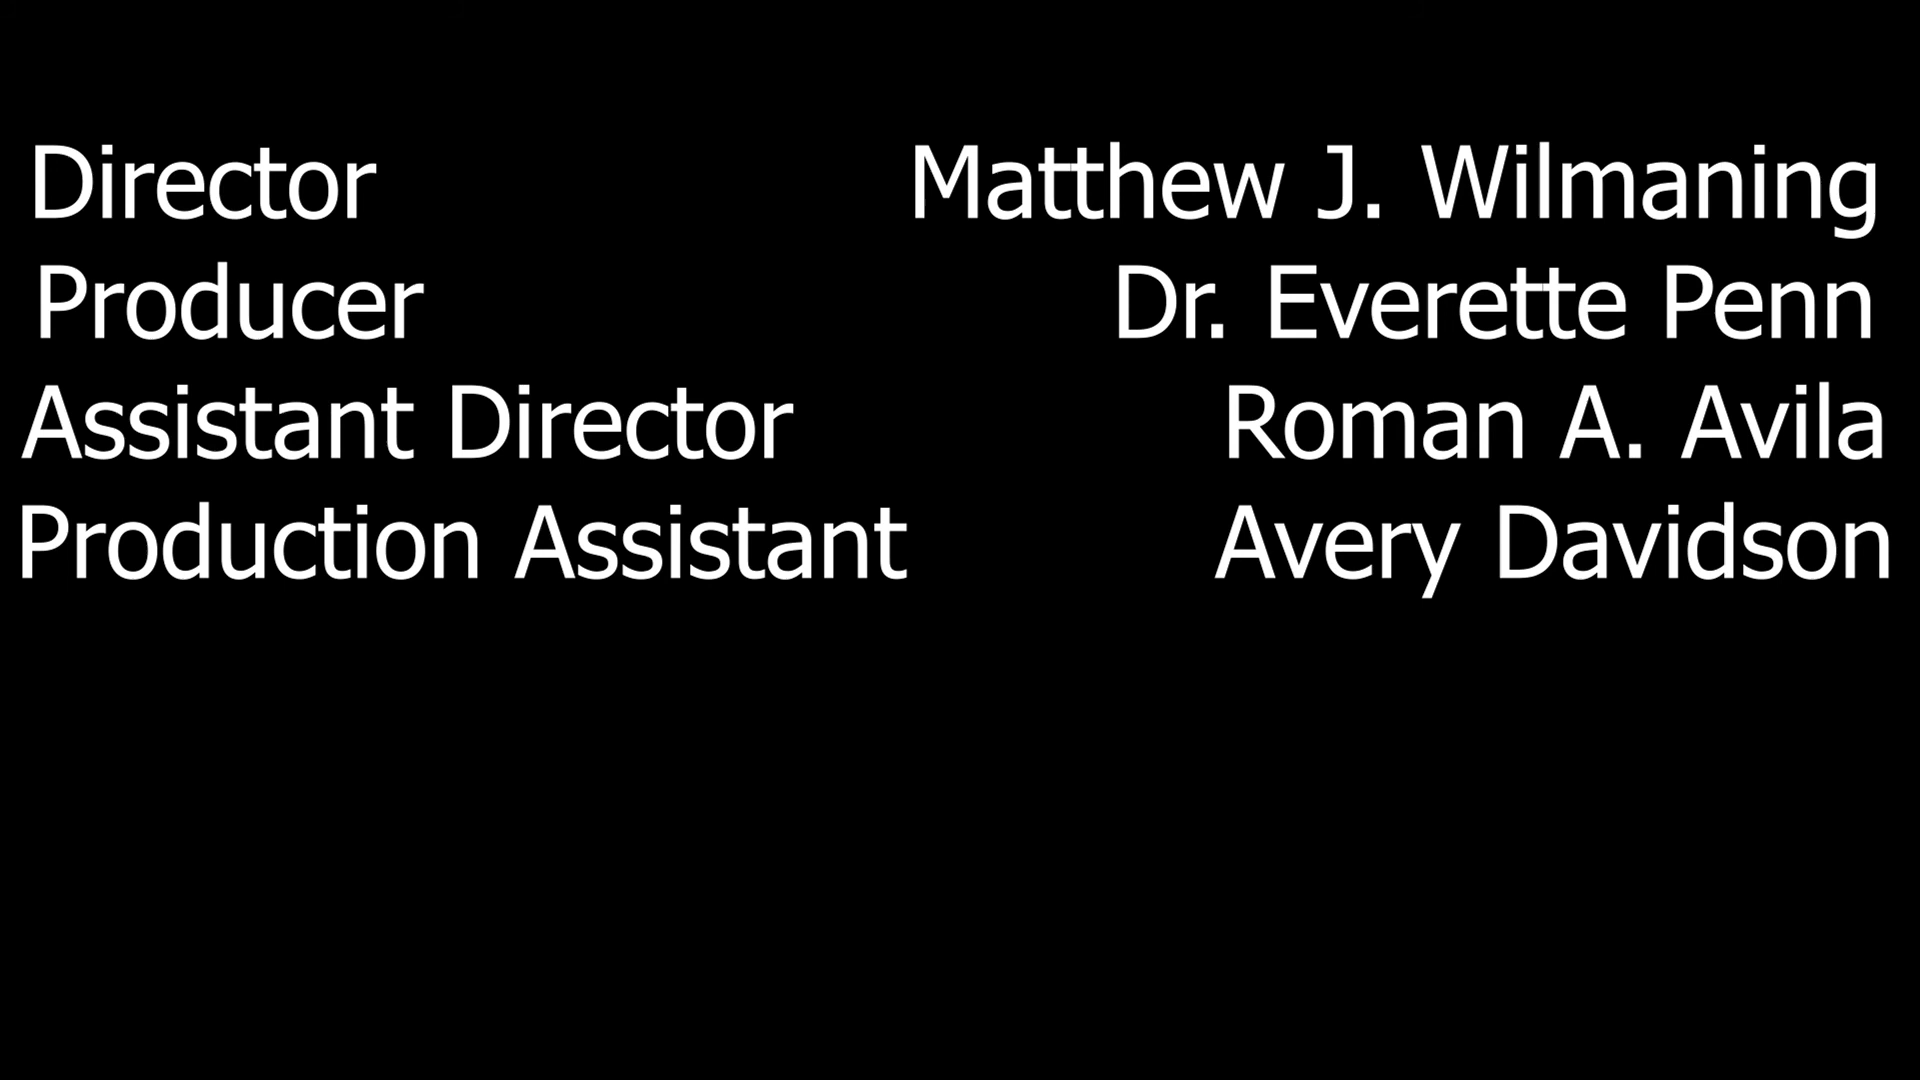 Director Matthew J. Wilmaning
Producer Dr. Everette Penn
Assistant Director Roman A. Avila
Production Assistant Avery Davidson